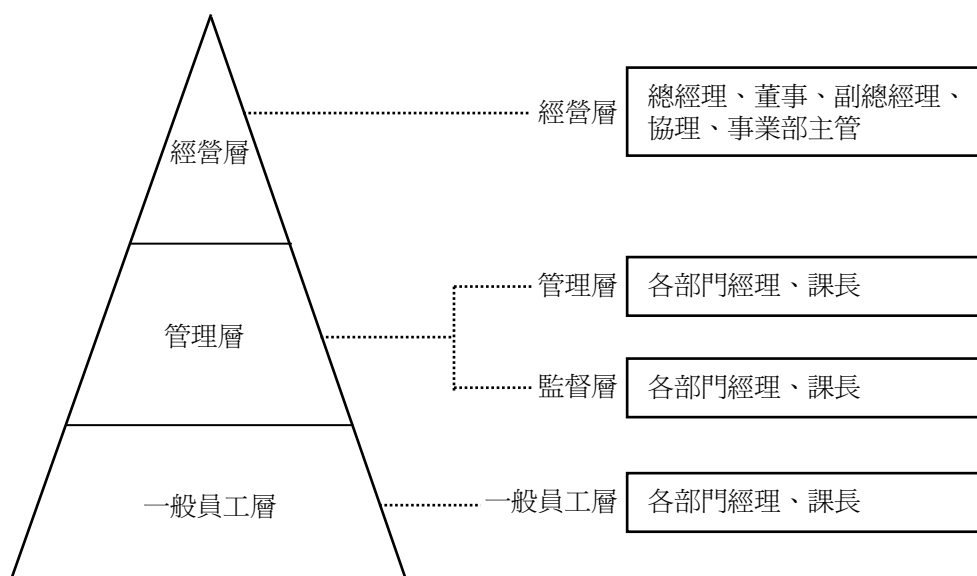 經營層
總經理、董事、副總經理、
協理、事業部主管
經營層
管理層
各部門經理、課長
管理層
監督層
各部門經理、課長
一般員工層
一般員工層
各部門經理、課長